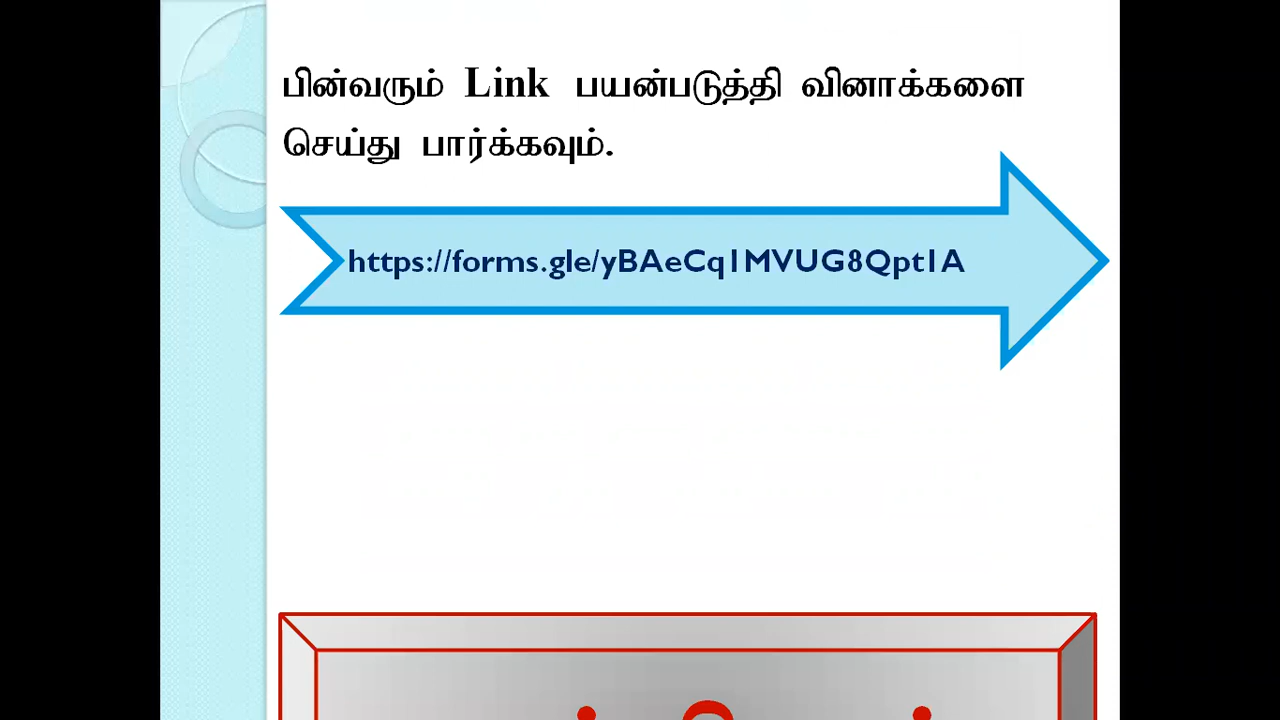 பின்வரும் Link பயன்படுத்தி வினாக்களை
செய்து பார்க்கவும்.
https://forms.gle/yBAeCq1MVUG8Qpt1A